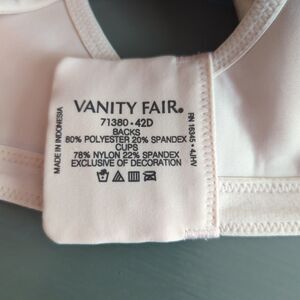 VANITY FAIR®
71380 • 42D
BACKS
80% POLYESTER 20% SPANDEX
CUPS
78% NYLON 22% SPANDEX
EXCLUSIVE OF DECORATION
MADE IN INDONESIA
RN 16345 • 4JHV